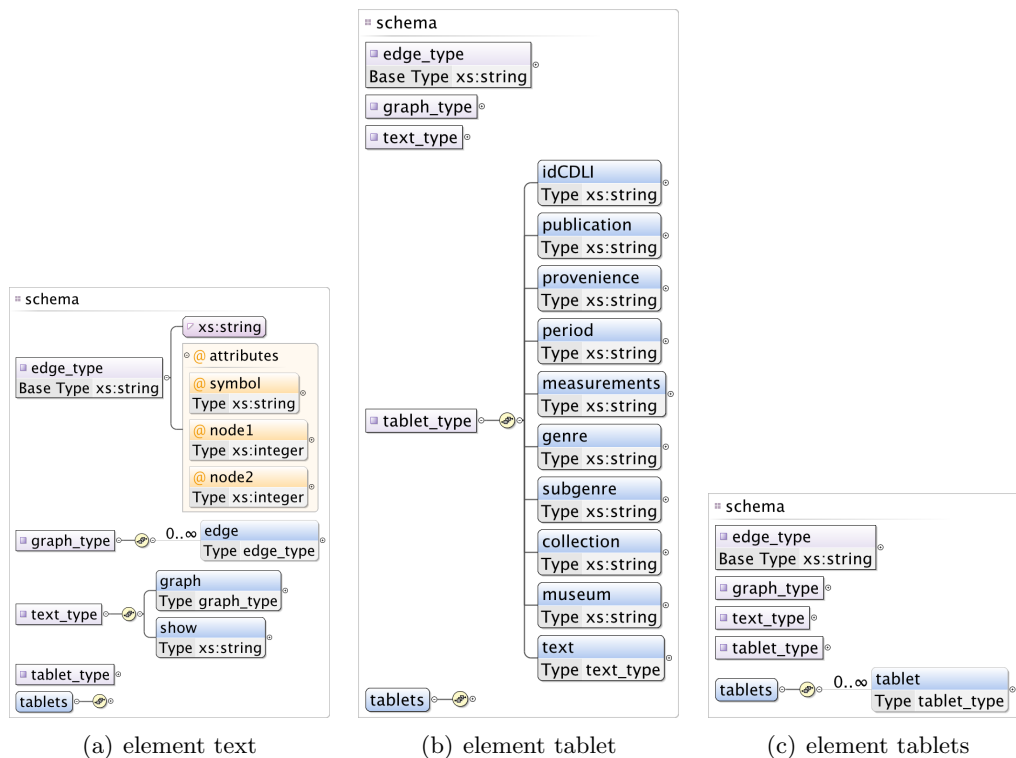 schema
xs:string
edge_type
Base Type xs:string
@ attributes
@ symbol
Type xs:string
@ node1
Type xs:integer
@ node2
Type xs:integer
graph_type
0..∞
edge
Type edge_type
text_type
graph
Type graph_type
show
Type xs:string
tablet_type
tablets
(a) element text
schema
edge_type
Base Type xs:string
graph_type
text_type
tablet_type
idCDLI
Type xs:string
publication
Type xs:string
provenience
Type xs:string
period
Type xs:string
measurements
Type xs:string
genre
Type xs:string
subgenre
Type xs:string
collection
Type xs:string
museum
Type xs:string
text
Type text_type
tablets
(b) element tablet
schema
edge_type
Base Type xs:string
graph_type
text_type
tablet_type
tablets
0..∞
tablet
Type tablet_type
(c) element tablets